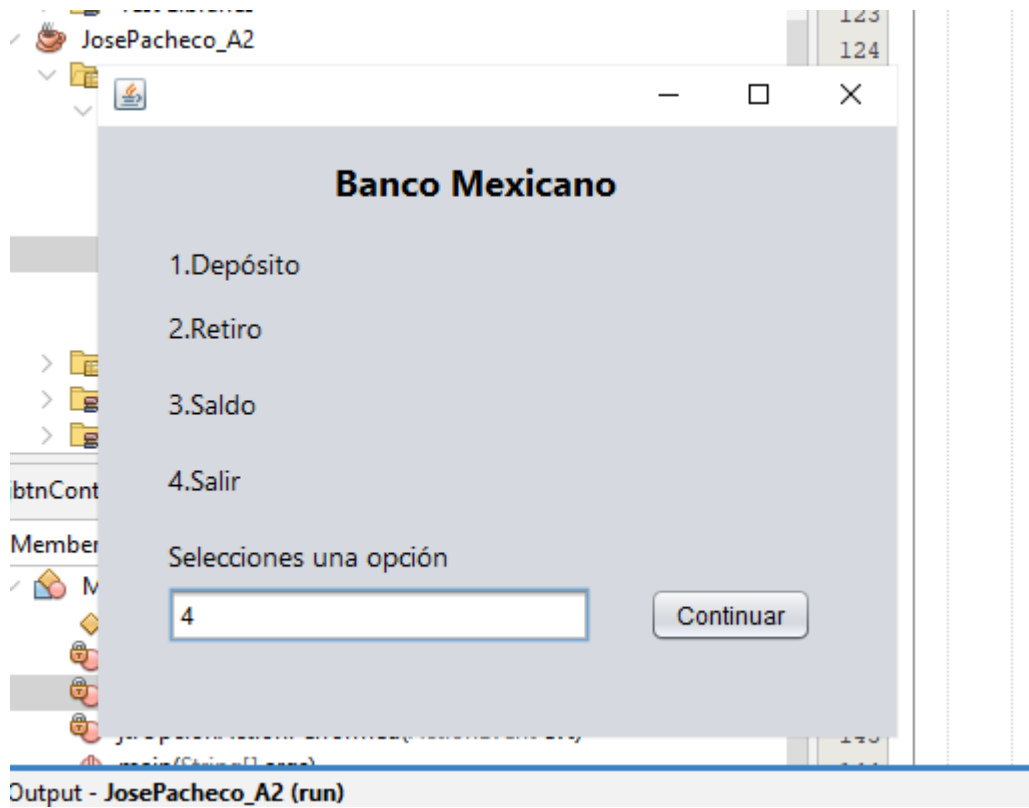 123
JosePacheco_A2
124
Banco Mexicano
1.Depósito
2.Retiro
3.Saldo
4.Salir
btnCont
Member
Selecciones una opción
M
4
Continuar
Output - JosePacheco_A2 (run)